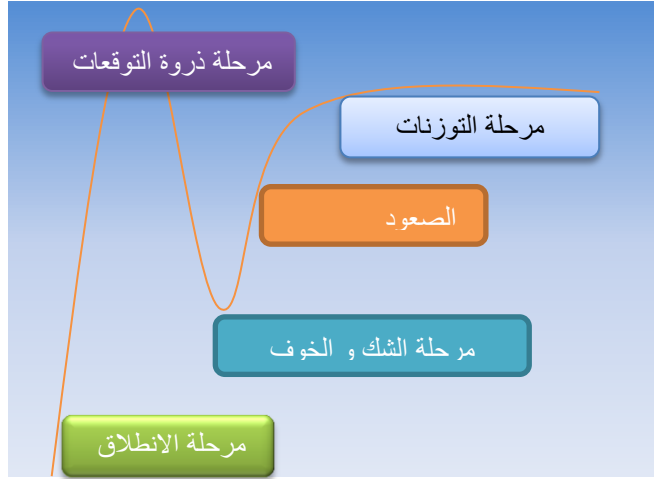 مرحلة ذروة التوقعات
مرحلة التوزنات
الصعود
مرحلة الشك و الخوف
مرحلة الانطلاق